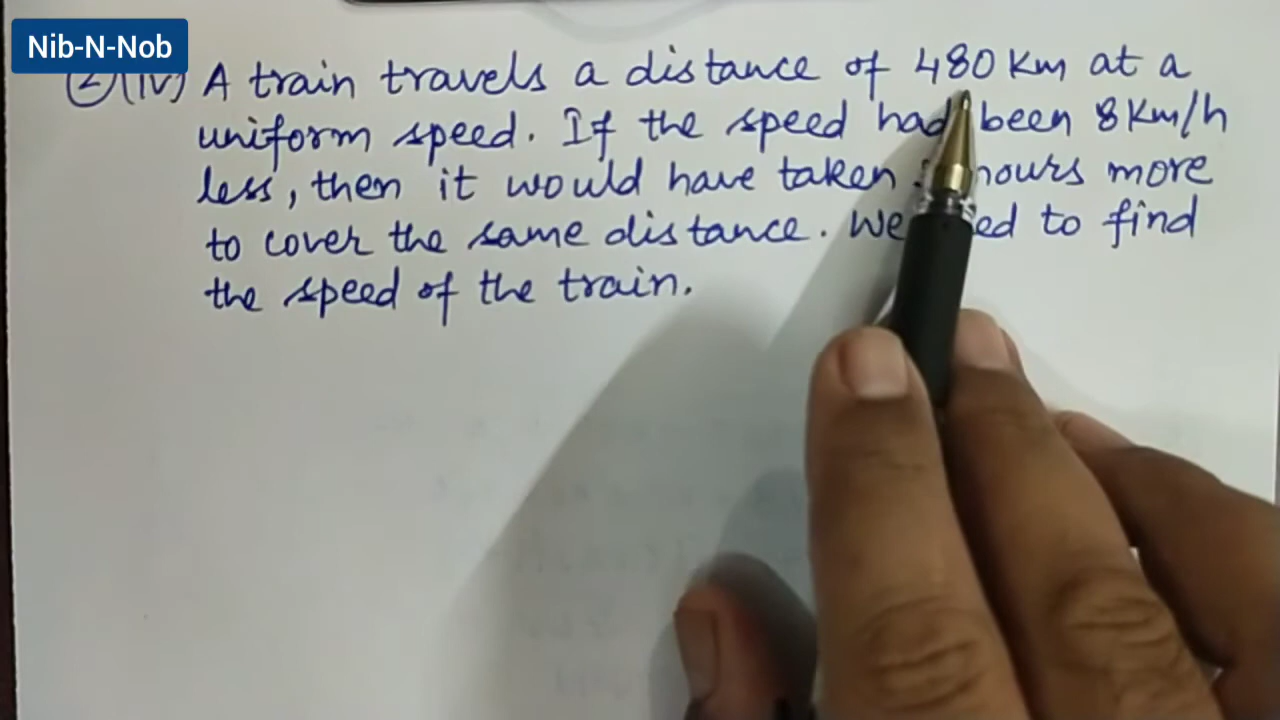 Nib-N-Nob
2 (iv) A train travels a distance of 480 Km at a
uniform speed. If the speed had been 8 Km/h
less, then it would have taken hours more
to cover the same distance. We to find
the speed of the train.